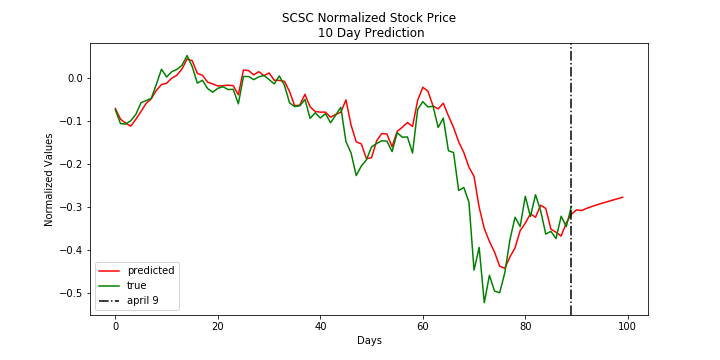 SCSC Normalized Stock Price
10 Day Prediction
Normalized Values
0.0
−0.1
−0.2
−0.3
−0.4
−0.5
predicted
true
april 9
0 20 40 60 80 100
Days